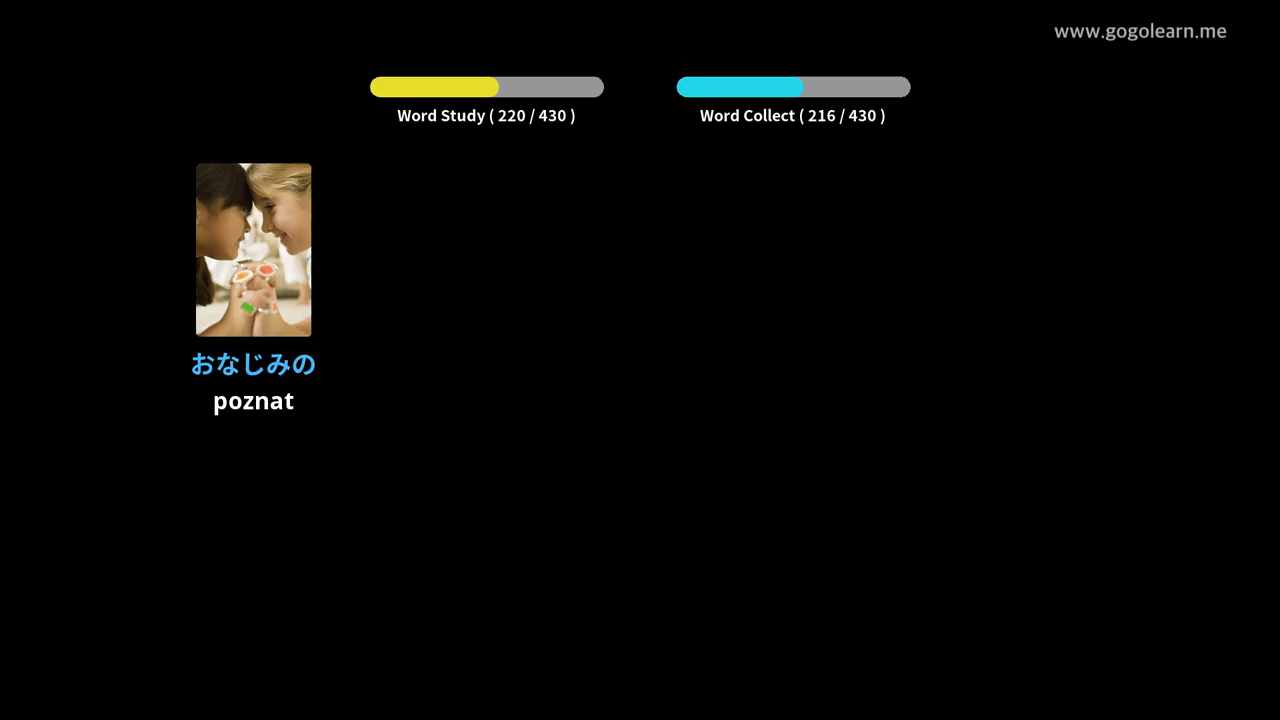 www.gogolearn.me
Word Study ( 220 / 430 )
Word Collect ( 216 / 430 )
おなじみの
poznat